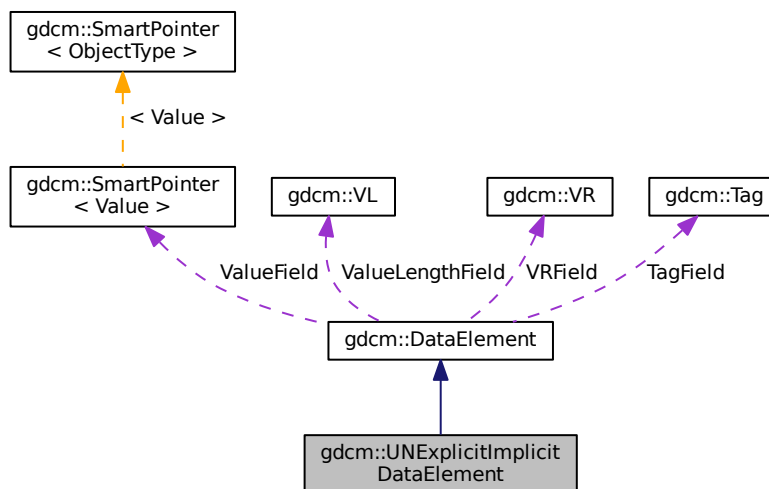 gdcm::SmartPointer
< ObjectType >
< Value >
gdcm::SmartPointer
< Value >
gdcm::VL
gdcm::VR
gdcm::Tag
ValueField
ValueLengthField
VRField
TagField
gdcm::DataElement
gdcm::UNExplicitImplicit
DataElement